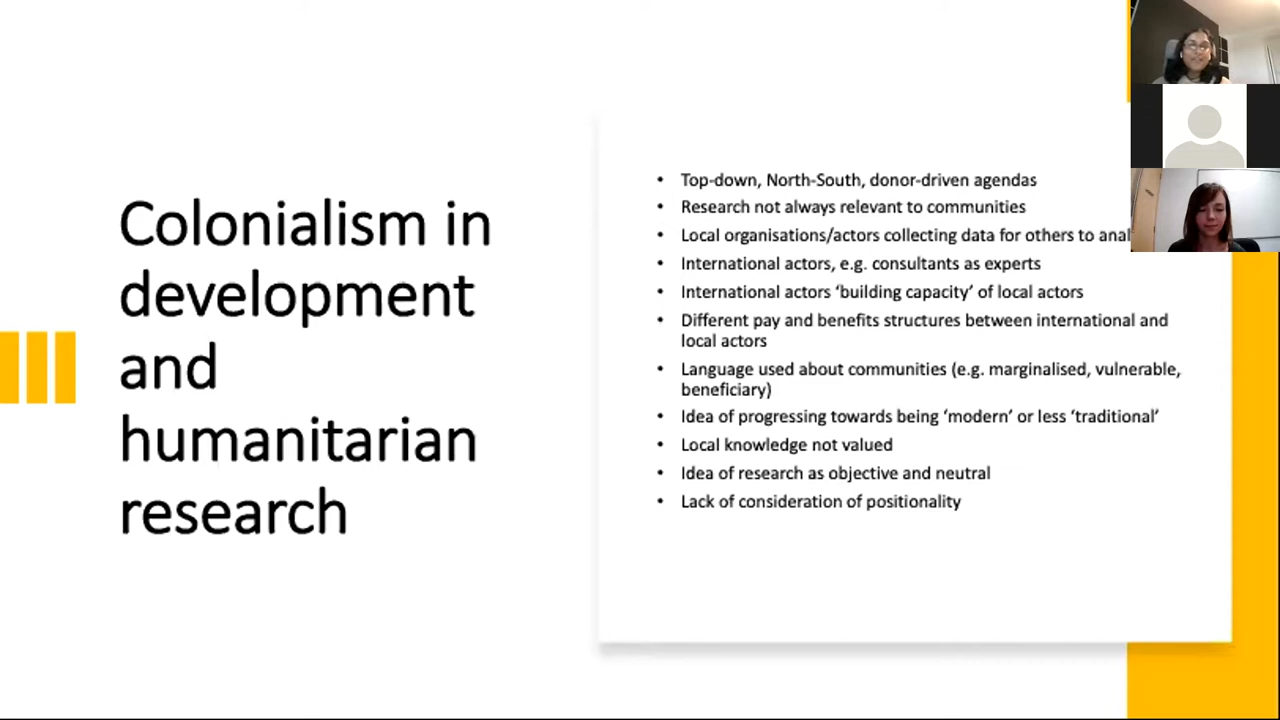 Colonialism in
development
and
humanitarian
research
• Top-down, North-South, donor-driven agendas
• Research not always relevant to communities
• Local organisations/actors collecting data for others to
• International actors, e.g. consultants as experts
• International actors ‘building capacity’ of local actors
• Different pay and benefits structures between international and
local actors
• Language used about communities (e.g. marginalised, vulnerable,
beneficiary)
• Idea of progressing towards being ‘modern’ or less ‘traditional’
• Local knowledge not valued
• Idea of research as objective and neutral
• Lack of consideration of positionality